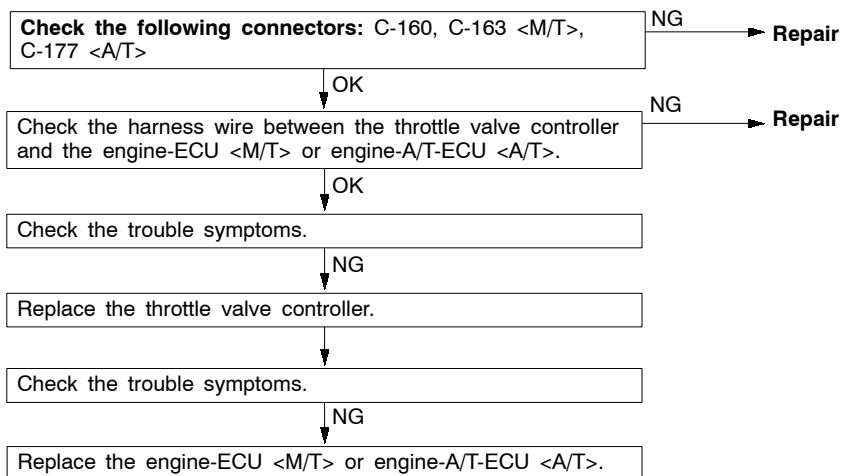 Check the following connectors: C-160, C-163 <M/T>,
C-177 <A/T>
NG
Repair
OK
Check the harness wire between the throttle valve controller
and the engine-ECU <M/T> or engine-A/T-ECU <A/T>.
NG
Repair
OK
Check the trouble symptoms.
NG
Replace the throttle valve controller.
Check the trouble symptoms.
NG
Replace the engine-ECU <M/T> or engine-A/T-ECU <A/T>.